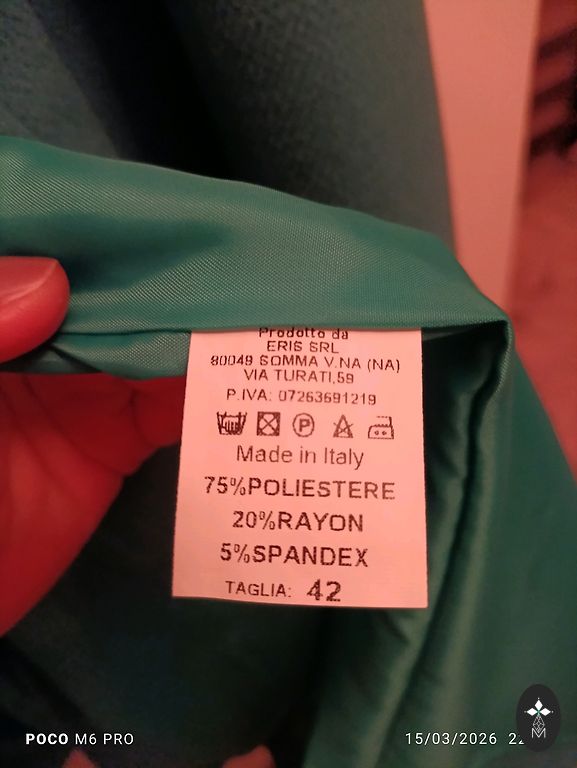 Prodotto da
ERIS SRL
80049 SOMMA V.NA (NA)
VIA TURATI,59
P.IVA: 07263691219
P
Made in Italy
75%POLIESTERE
20%RAYON
5%SPANDEX
TAGLIA: 42
POCO M6 PRO
15/03/2026
M